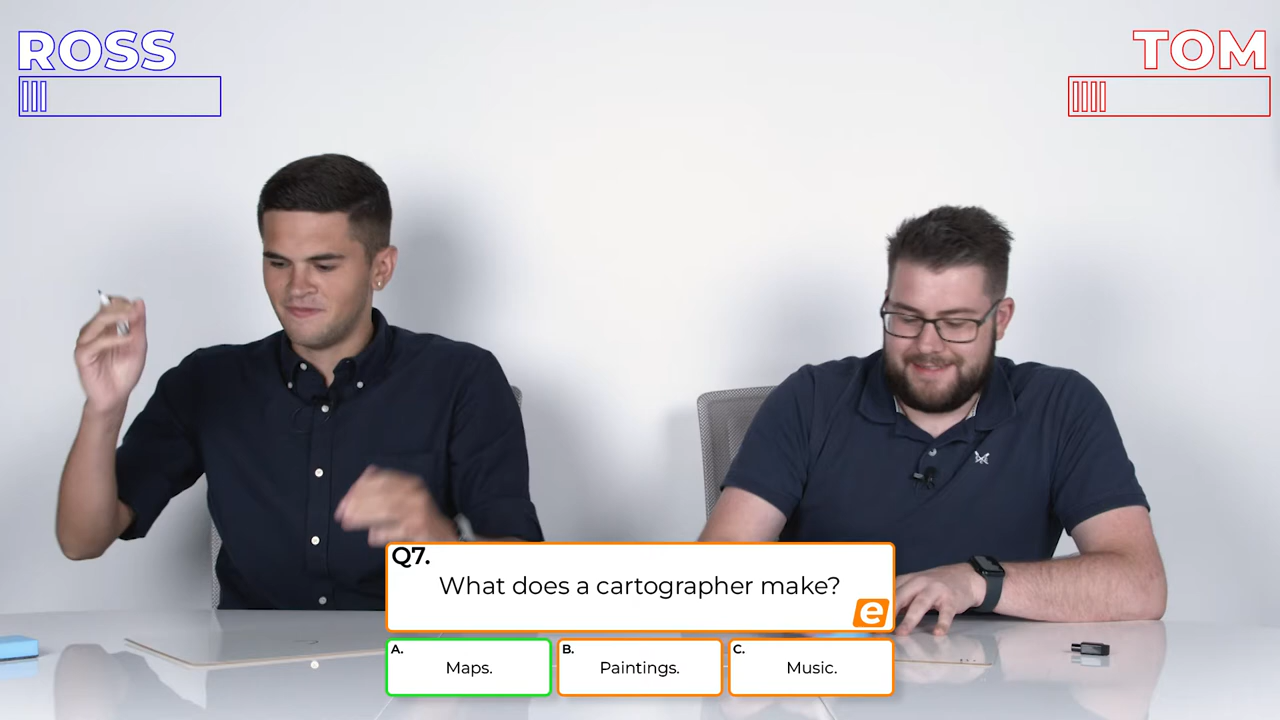 ROSS
TOM
Q7.
What does a cartographer make?
e
A.
Maps.
B.
Paintings.
C.
Music.